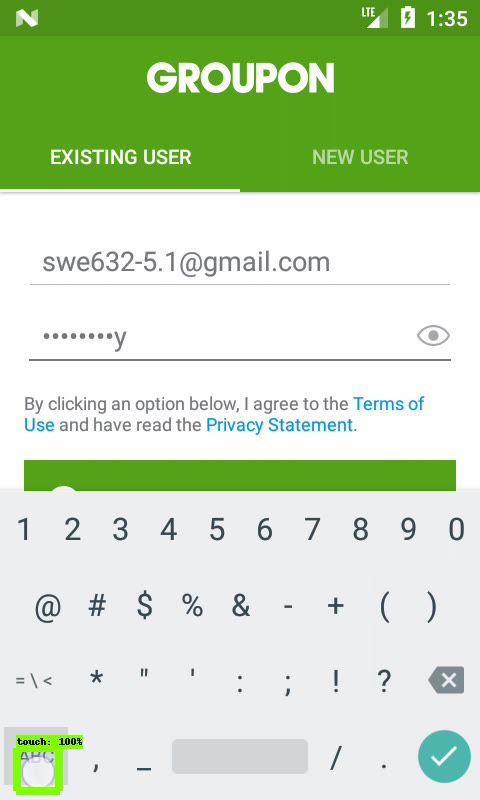 LTE 1:35
GROUPON
EXISTING USER NEW USER
swe632-5.1@gmail.com
••••••••y
By clicking an option below, I agree to the Terms of
Use and have read the Privacy Statement.
1 2 3 4 5 6 7 8 9 0
@ # $ % & - + ( )
= \ < * " ' : ; ! ?
touch: 100%
ABC , _ / .